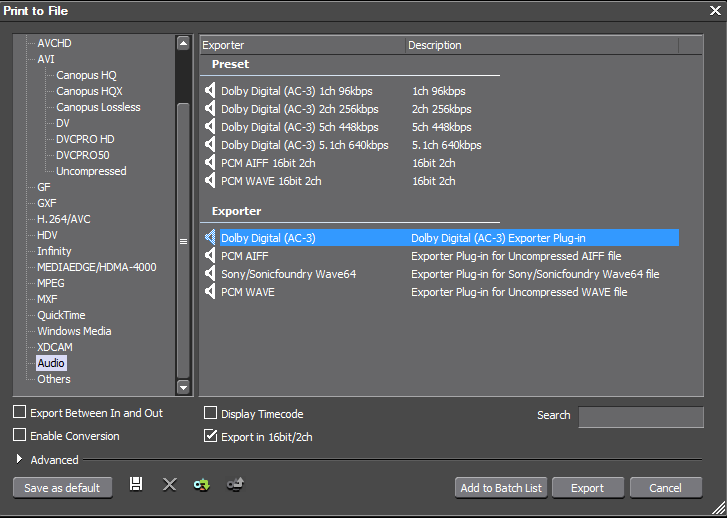 Print to File
AVCHD
AVI
Canopus HQ
Canopus HQX
Canopus Lossless
DV
DVCPRO HD
DVCPRO50
Uncompressed
GF
GXF
H.264/AVC
HDV
Infinity
MEDIAEDGE/HDMA-4000
MPEG
MXF
QuickTime
Windows Media
XDCAM
Audio
Others
Exporter Description
Preset
Dolby Digital (AC-3) 1ch 96kbps 1ch 96kbps
Dolby Digital (AC-3) 2ch 256kbps 2ch 256kbps
Dolby Digital (AC-3) 5ch 448kbps 5ch 448kbps
Dolby Digital (AC-3) 5.1ch 640kbps 5.1ch 640kbps
PCM AIFF 16bit 2ch 16bit 2ch
PCM WAVE 16bit 2ch 16bit 2ch
Exporter
Dolby Digital (AC-3) Dolby Digital (AC-3) Exporter Plug-in
PCM AIFF Exporter Plug-in for Uncompressed AIFF file
Sony/Sonicfoundry Wave64 Exporter Plug-in for Sony/Sonicfoundry Wave64 file
PCM WAVE Exporter Plug-in for Uncompressed WAVE file
Export Between In and Out Display Timecode Search
Enable Conversion Export in 16bit/2ch
Advanced
Save as default Add to Batch List Export Cancel